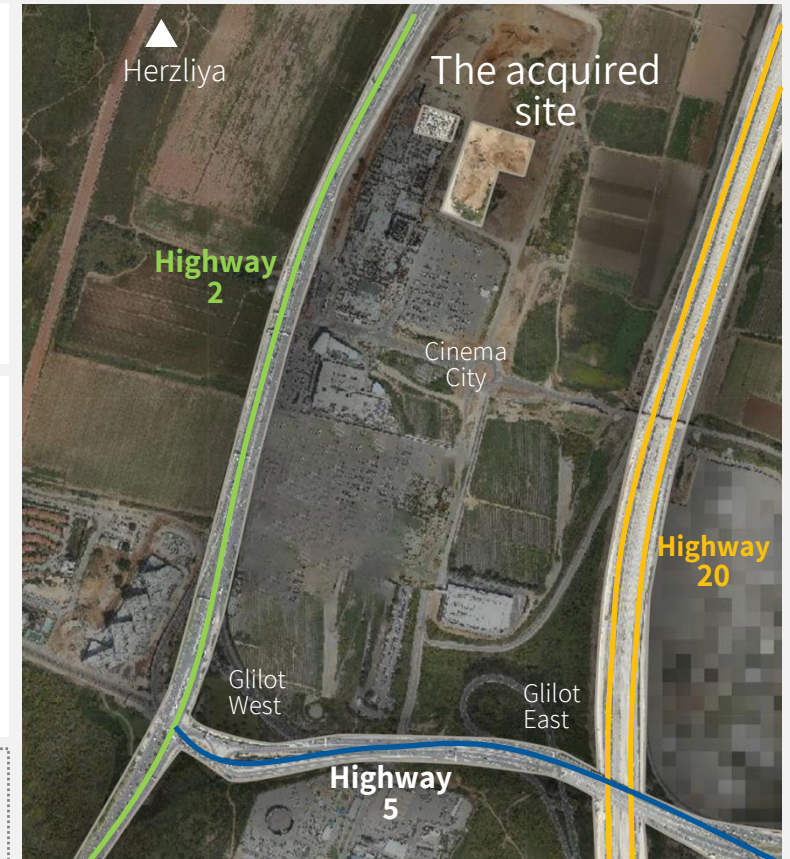 Herzliya
The acquired
site
Highway
2
Cinema
City
Highway
20
Glilot
West
Glilot
East
Highway
5